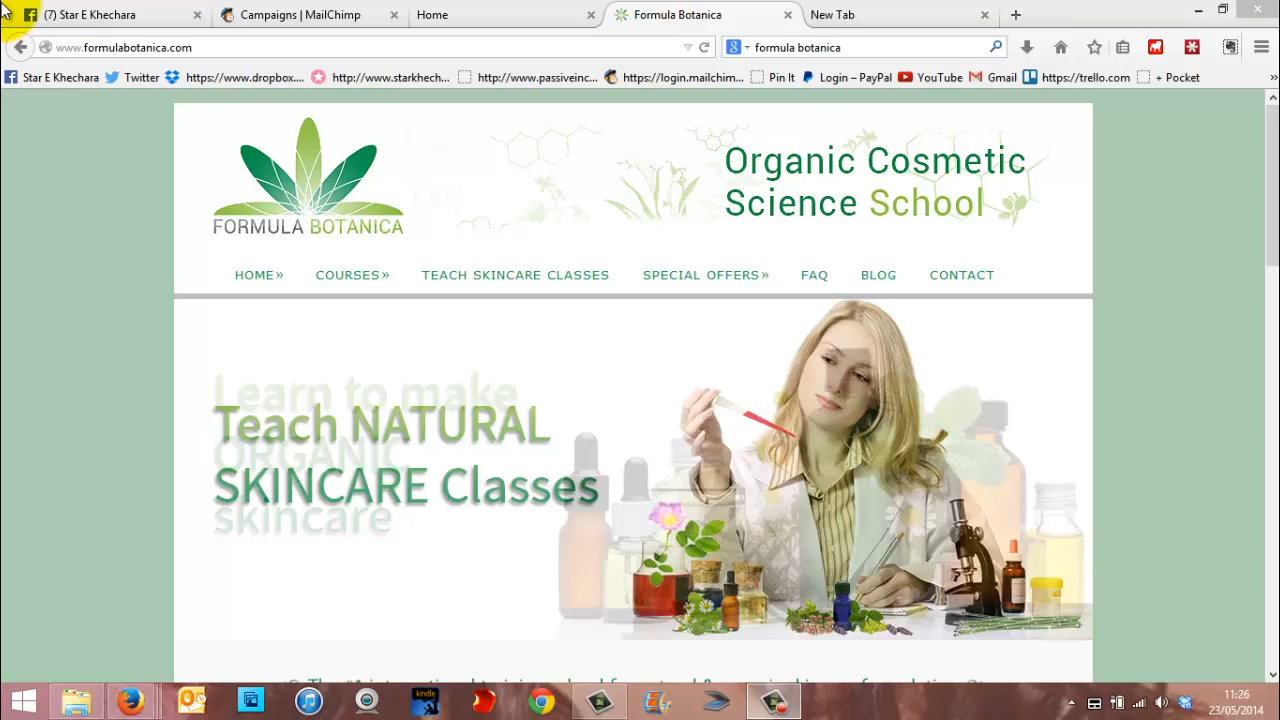 (7) Star E Khechara
Campaigns | MailChimp
Home
Formula Botanica
New Tab
www.formulabotanica.com
formula botanica
Star E Khechara
Twitter
https://www.dropbox....
http://www.starkhech...
http://www.passiveinc...
https://login.mailchim...
Pin It
Login – PayPal
YouTube
Gmail
https://trello.com
+ Pocket
FORMULA BOTANICA
Organic Cosmetic
Science School
HOME»
COURSES»
TEACH SKINCARE CLASSES
SPECIAL OFFERS»
FAQ
BLOG
CONTACT
Learn to make
Teach NATURAL
ORGANIC
SKINCARE Classes
skincare
kindle
11:26
23/05/2014